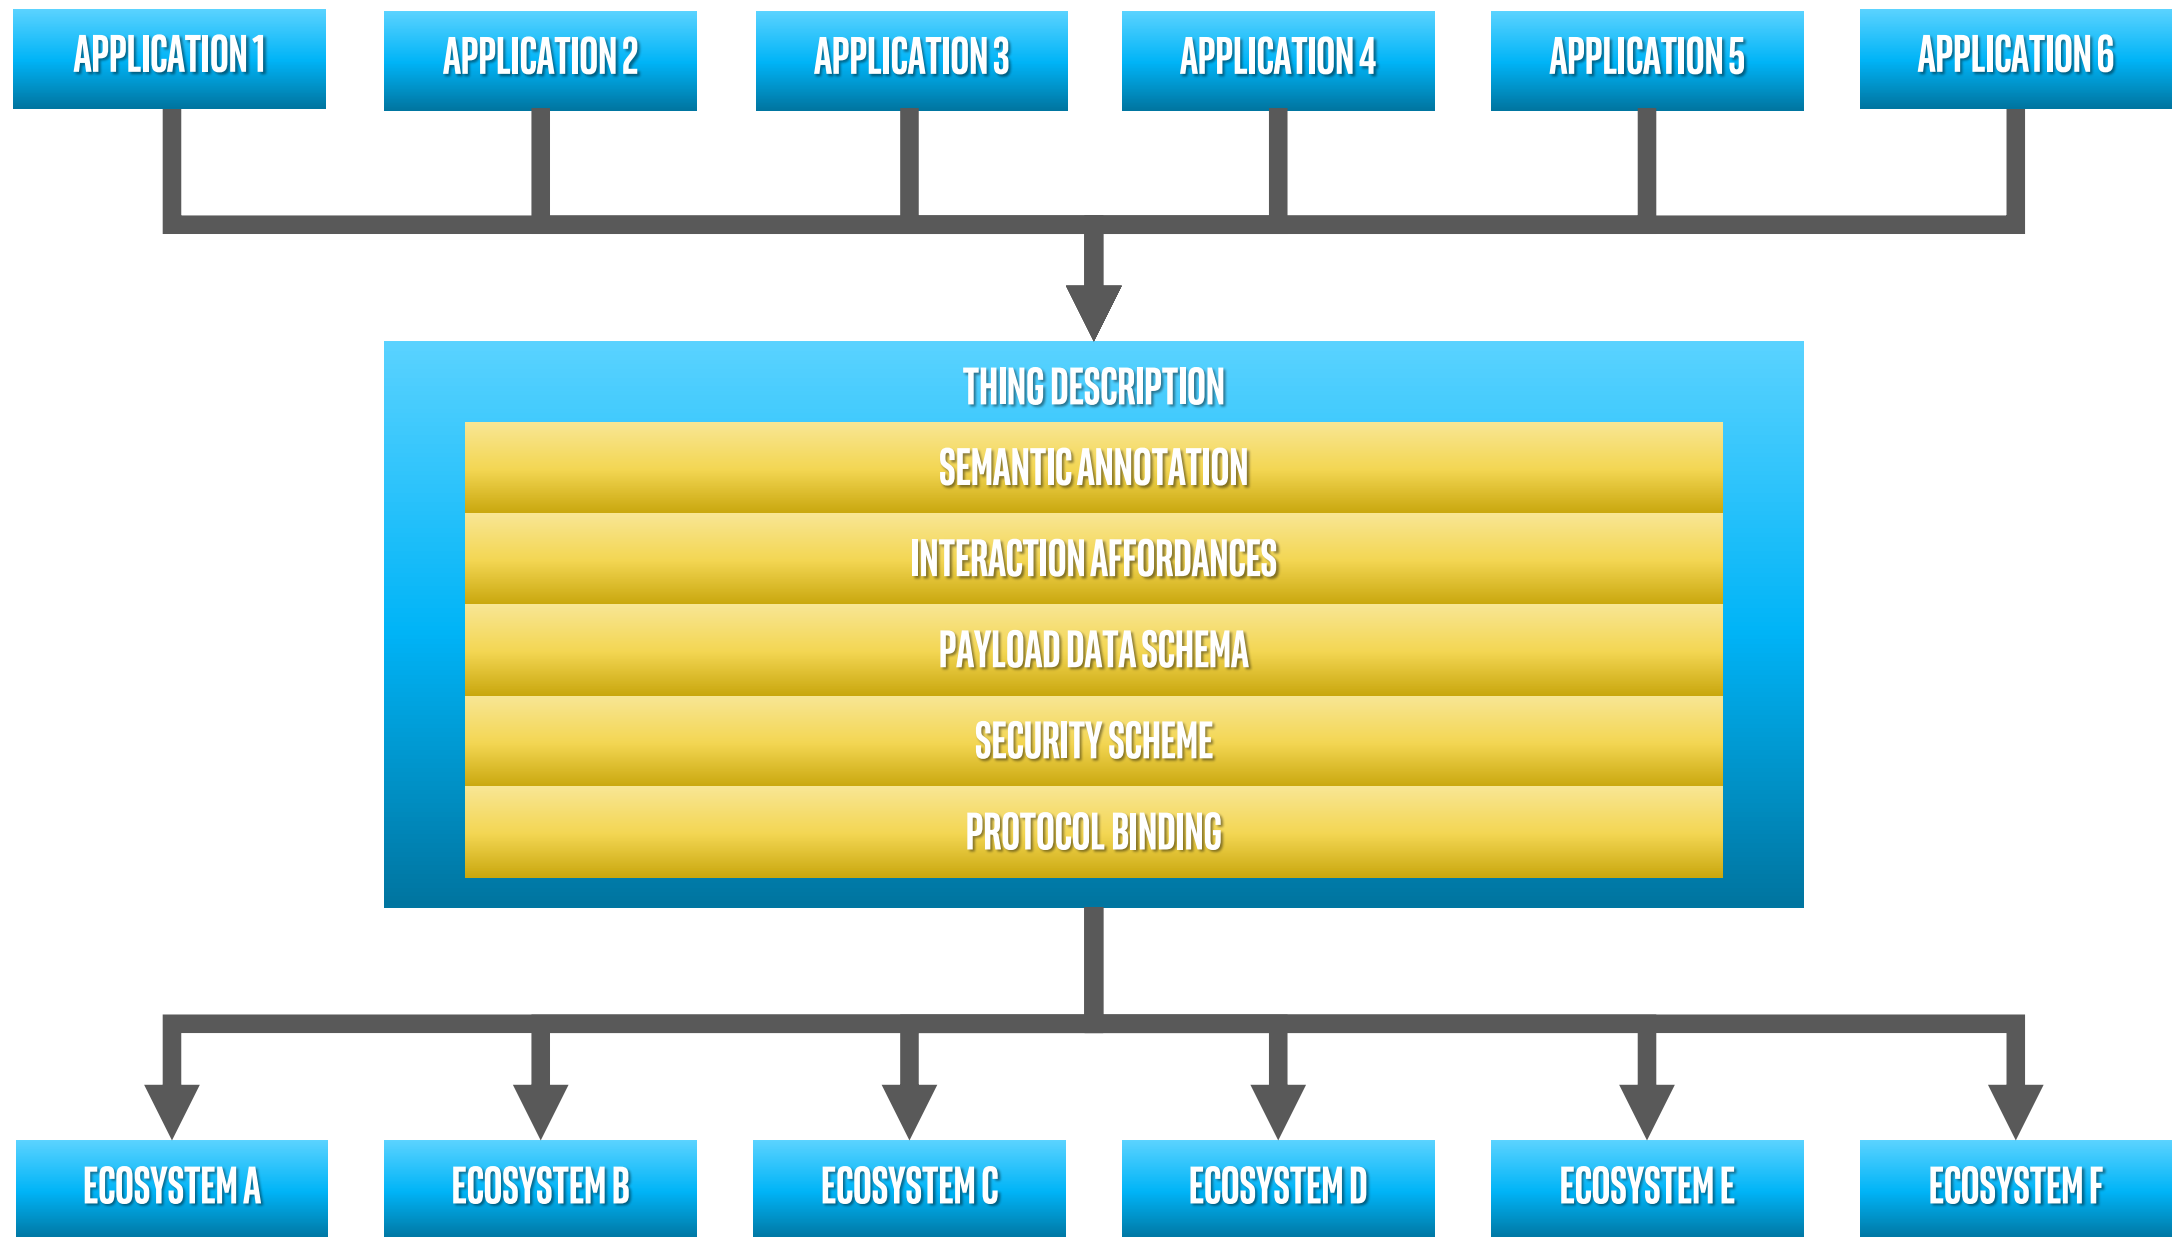 APPLICATION 1
APPLICATION 2
APPLICATION 3
APPLICATION 4
APPLICATION 5
APPLICATION 6
THING DESCRIPTION
SEMANTIC ANNOTATION
INTERACTION AFFORDANCES
PAYLOAD DATA SCHEMA
SECURITY SCHEME
PROTOCOL BINDING
ECOSYSTEM A
ECOSYSTEM B
ECOSYSTEM C
ECOSYSTEM D
ECOSYSTEM E
ECOSYSTEM F